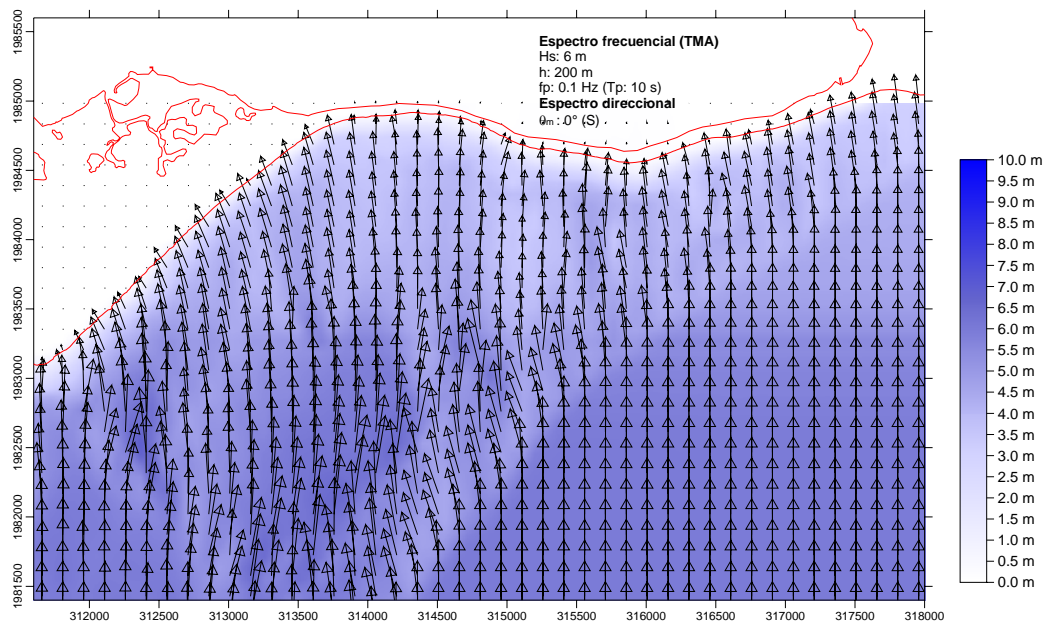 Espectro frecuencial (TMA)
Hs: 6 m
h: 200 m
fp: 0.1 Hz (Tp: 10 s)
Espectro direccional
θm: 0° (S)
1985500
1985000
1984500
1984000
1983500
1983000
1982500
1982000
1981500
312000 312500 313000 313500 314000 314500 315000 315500 316000 316500 317000 317500 318000
10.0 m
9.5 m
9.0 m
8.5 m
8.0 m
7.5 m
7.0 m
6.5 m
6.0 m
5.5 m
5.0 m
4.5 m
4.0 m
3.5 m
3.0 m
2.5 m
2.0 m
1.5 m
1.0 m
0.5 m
0.0 m